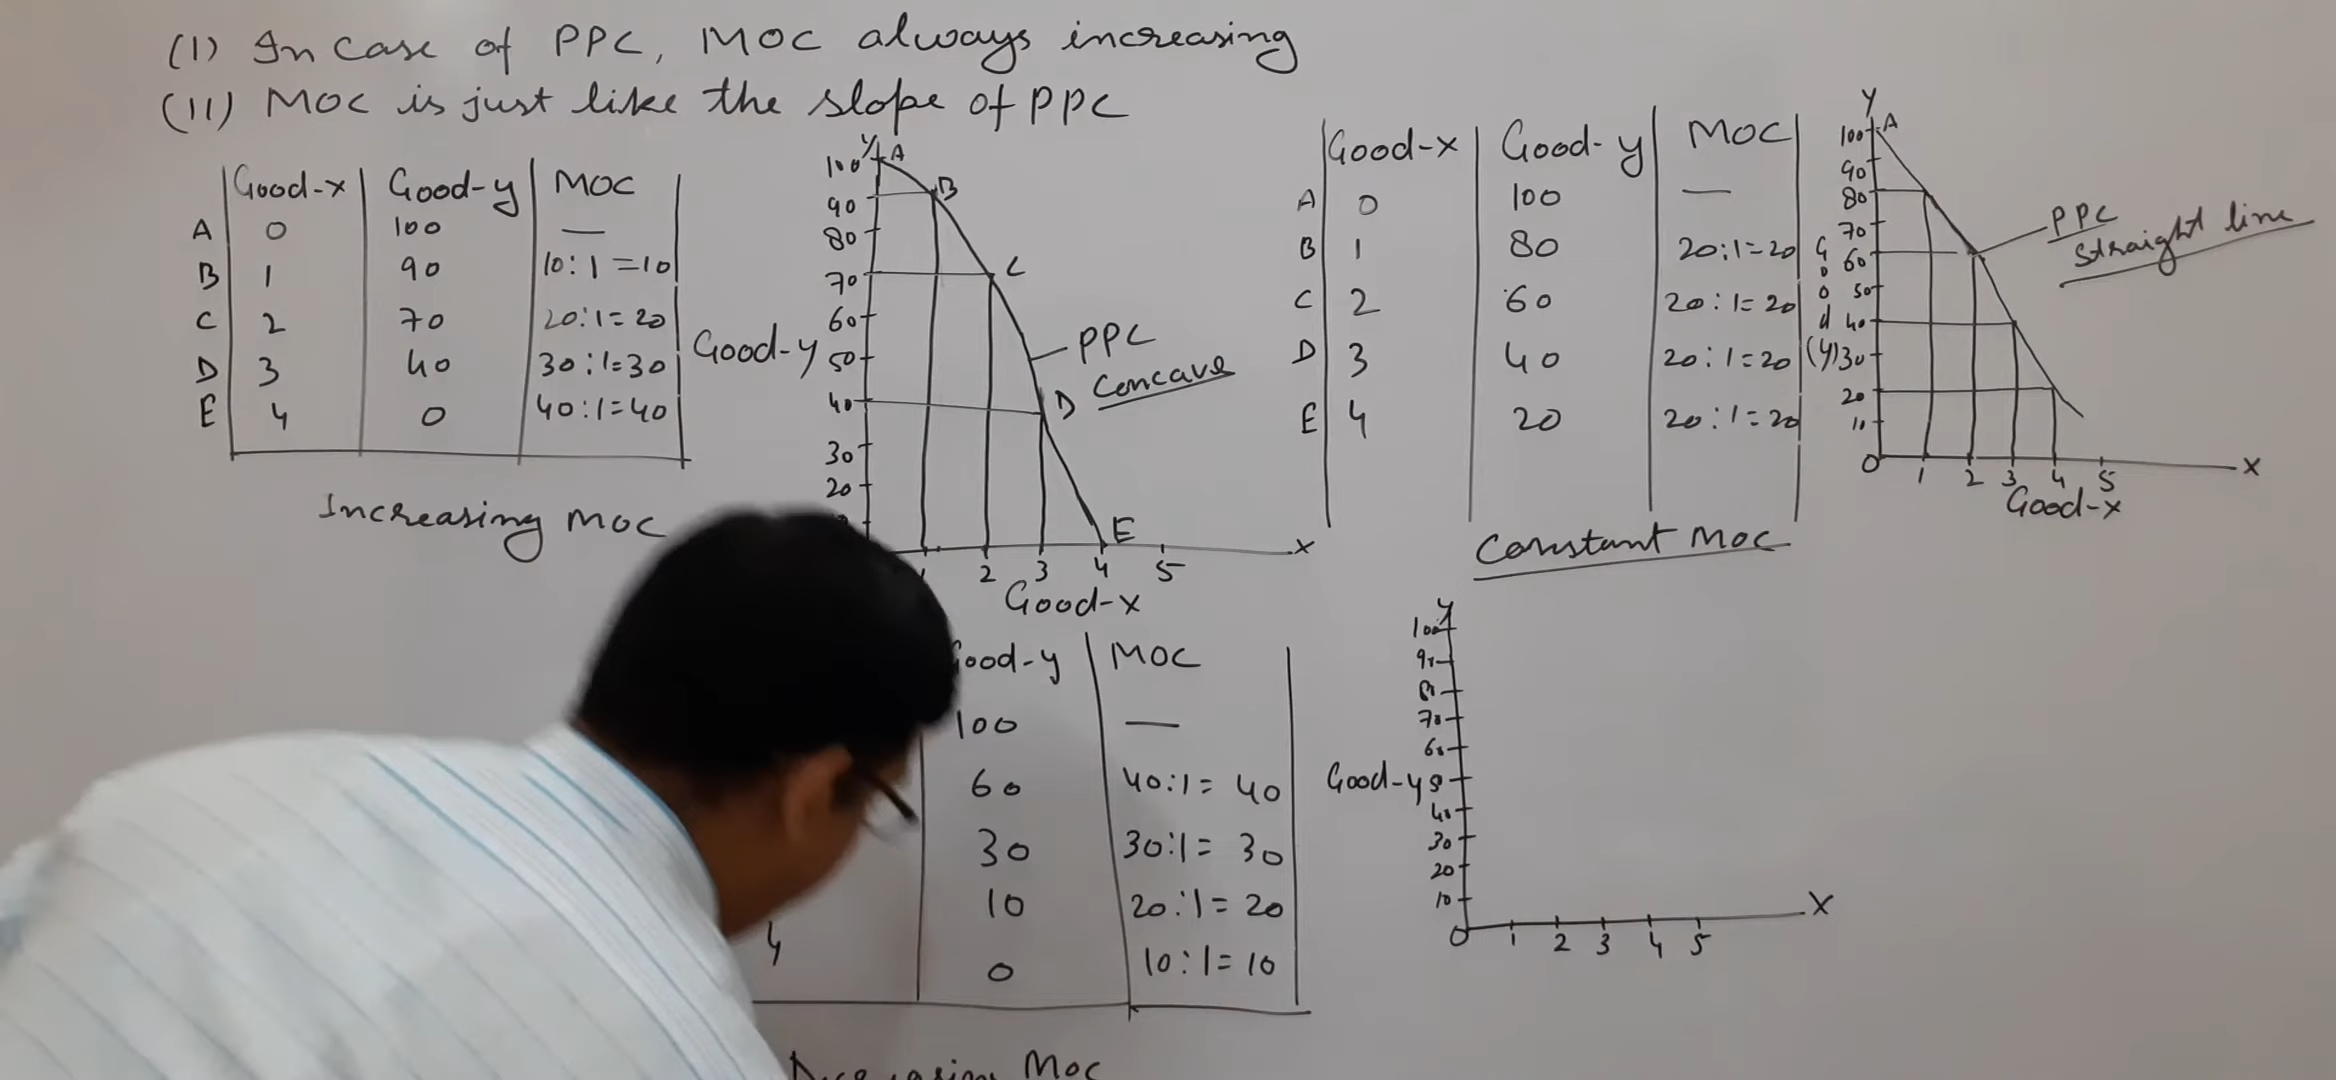 (I) In case of PPC, MOC always increasing
(II) MOC is just like the slope of PPC
Good-x Good-y MOC
A 0 100 —
B 1 90 10:1=10
C 2 70 20:1=20
D 3 40 30:1=30
E 4 0 40:1=40
Increasing MOC
Y
100 A
90 B
80
70 C
60
Good-y 50
40 D
30
20
E
2 3 4 5 X
Good-x
PPC
Concave
Good-x Good-y MOC
A 0 100 —
B 1 80 20:1=20
C 2 60 20:1=20
D 3 40 20:1=20
E 4 20 20:1=20
Constant MOC
Y
100 A
90
80
70
60
50
40
30
20
10
Good (y)
O 1 2 3 4 5 X
Good-x
PPC
Straight line
Good-y MOC
100 —
60 40:1= 40
30 30:1= 30
10 20:1= 20
4 0 10:1= 10
MOC
Y
100
90
80
70
60
Good-y
40
30
20
10
O 1 2 3 4 5 X